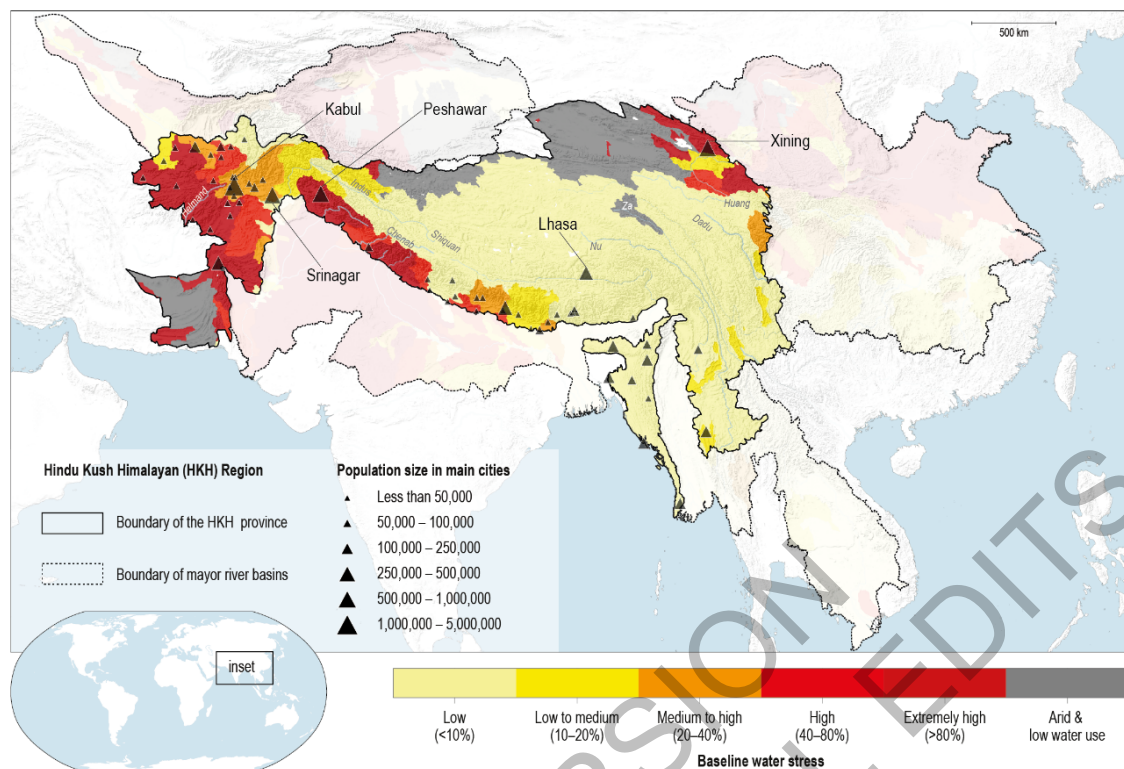 500 km
Kabul
Peshawar
Xining
Indus
Helmand
Huang
Za
Lhasa
Dadu
Shiquan
Nu
Chenab
Srinagar
Hindu Kush Himalayan (HKH) Region
Boundary of the HKH province
Boundary of mayor river basins
Population size in main cities
Less than 50,000
50,000 – 100,000
100,000 – 250,000
250,000 – 500,000
500,000 – 1,000,000
1,000,000 – 5,000,000
inset
Low
(<10%)
Low to medium
(10–20%)
Medium to high
(20–40%)
High
(40–80%)
Extremely high
(>80%)
Arid &
low water use
Baseline water stress
VERSION
EDITS